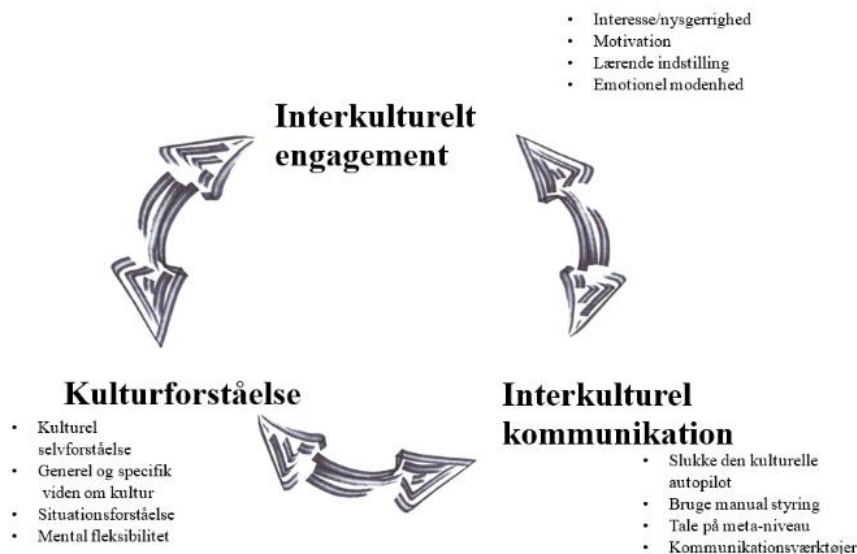 • Interesse/nysgerrighed
• Motivation
• Lærende indstilling
• Emotionel modenhed
Interkulturelt
engagement
Kulturforståelse
• Kulturel
selvforståelse
• Generel og specifik
viden om kultur
• Situationsforståelse
• Mental fleksibilitet
Interkulturel
kommunikation
• Slukke den kulturelle
autopilot
• Bruge manual styring
• Tale på meta-niveau
• Kommunikationsværktøjer